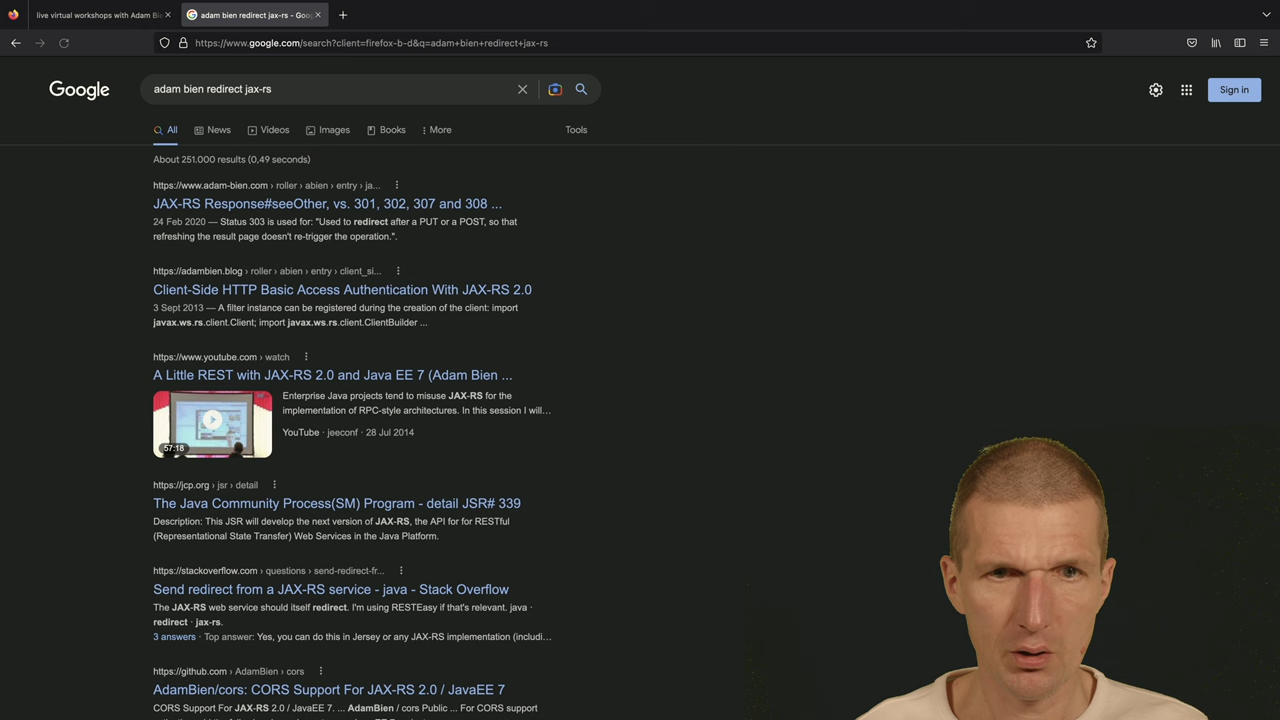 live virtual workshops with Adam Bi
adam bien redirect jax-rs - Goo
https://www.google.com/search?client=firefox-b-d&q=adam+bien+redirect+jax-rs
Google
adam bien redirect jax-rs
Sign in
All
News
Videos
Images
Books
More
Tools
About 251.000 results (0,49 seconds)
https://www.adam-bien.com › roller › abien › entry › ja...
JAX-RS Response#seeOther, vs. 301, 302, 307 and 308 ...
24 Feb 2020 — Status 303 is used for: "Used to redirect after a PUT or a POST, so that
refreshing the result page doesn't re-trigger the operation.".
https://adambien.blog › roller › abien › entry › client_si...
Client-Side HTTP Basic Access Authentication With JAX-RS 2.0
3 Sept 2013 — A filter instance can be registered during the creation of the client: import
javax.ws.rs.client.Client; import javax.ws.rs.client.ClientBuilder ...
https://www.youtube.com › watch
A Little REST with JAX-RS 2.0 and Java EE 7 (Adam Bien ...
57:18
Enterprise Java projects tend to misuse JAX-RS for the
implementation of RPC-style architectures. In this session I will...
YouTube · jeeconf · 28 Jul 2014
https://jcp.org › jsr › detail
The Java Community Process(SM) Program - detail JSR# 339
Description: This JSR will develop the next version of JAX-RS, the API for for RESTful
(Representational State Transfer) Web Services in the Java Platform.
https://stackoverflow.com › questions › send-redirect-fr...
Send redirect from a JAX-RS service - java - Stack Overflow
The JAX-RS web service should itself redirect. I'm using RESTEasy if that's relevant. java ·
redirect · jax-rs.
3 answers · Top answer: Yes, you can do this in Jersey or any JAX-RS implementation (includi...
https://github.com › AdamBien › cors
AdamBien/cors: CORS Support For JAX-RS 2.0 / JavaEE 7
CORS Support For JAX-RS 2.0 / JavaEE 7. ... AdamBien / cors Public ... For CORS support